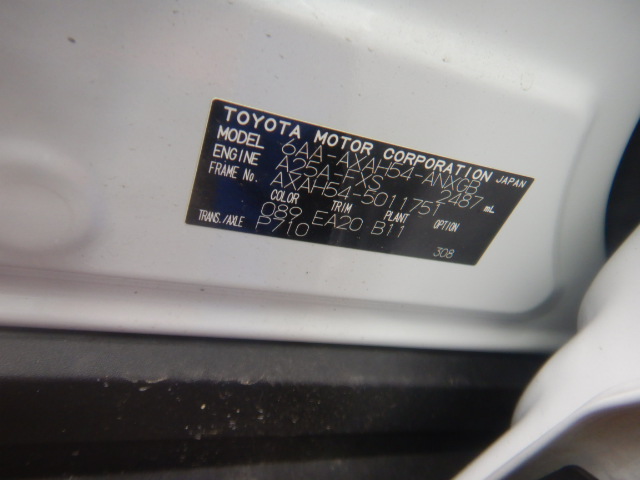 TOYOTA MOTOR CORPORATION JAPAN
MODEL 6AA-AXAH54-ANXGB
ENGINE A25A-FXS 2487 mL
FRAME No. AXAH54-5011757
COLOR TRIM PLANT OPTION
089 EA20 B11
TRANS./AXLE P710 308